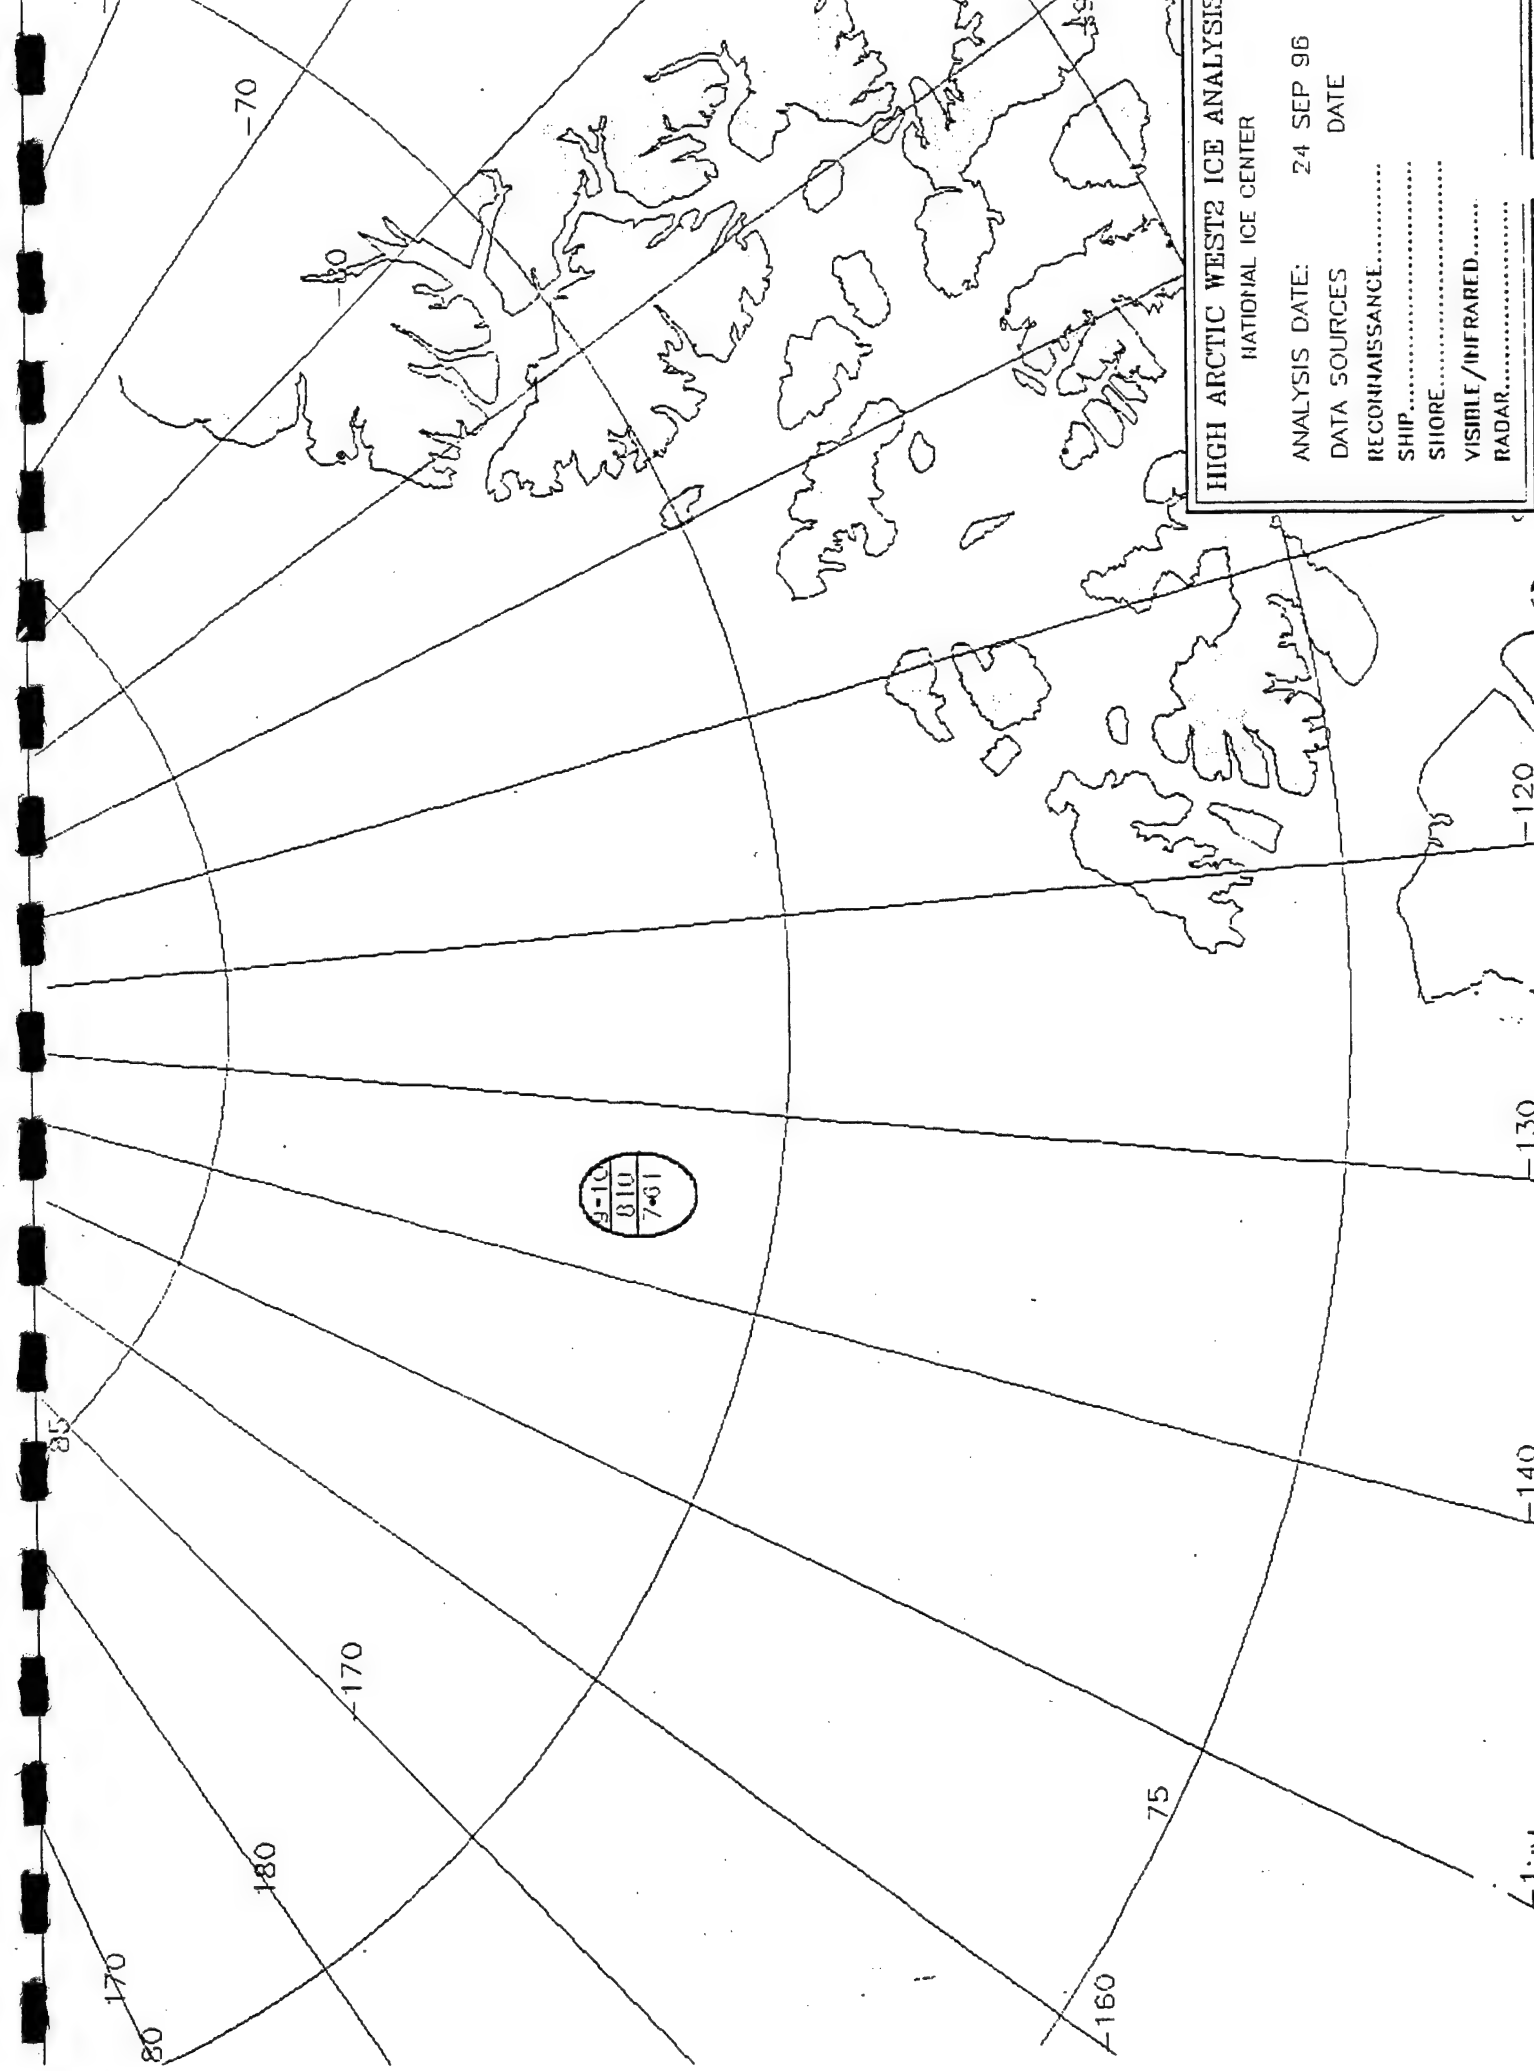 HIGH ARCTIC WEST2 ICE ANALYSIS
NATIONAL ICE CENTER
ANALYSIS DATE: 24 SEP 96
DATA SOURCES DATE
RECONNAISSANCE............
SHIP..............................
SHORE...........................
VISIBLE/INFRARED.......
RADAR.........................
-70
-80
85
-170
180
170
80
9-10
810
7•61
75
-160
-140
-130
-120